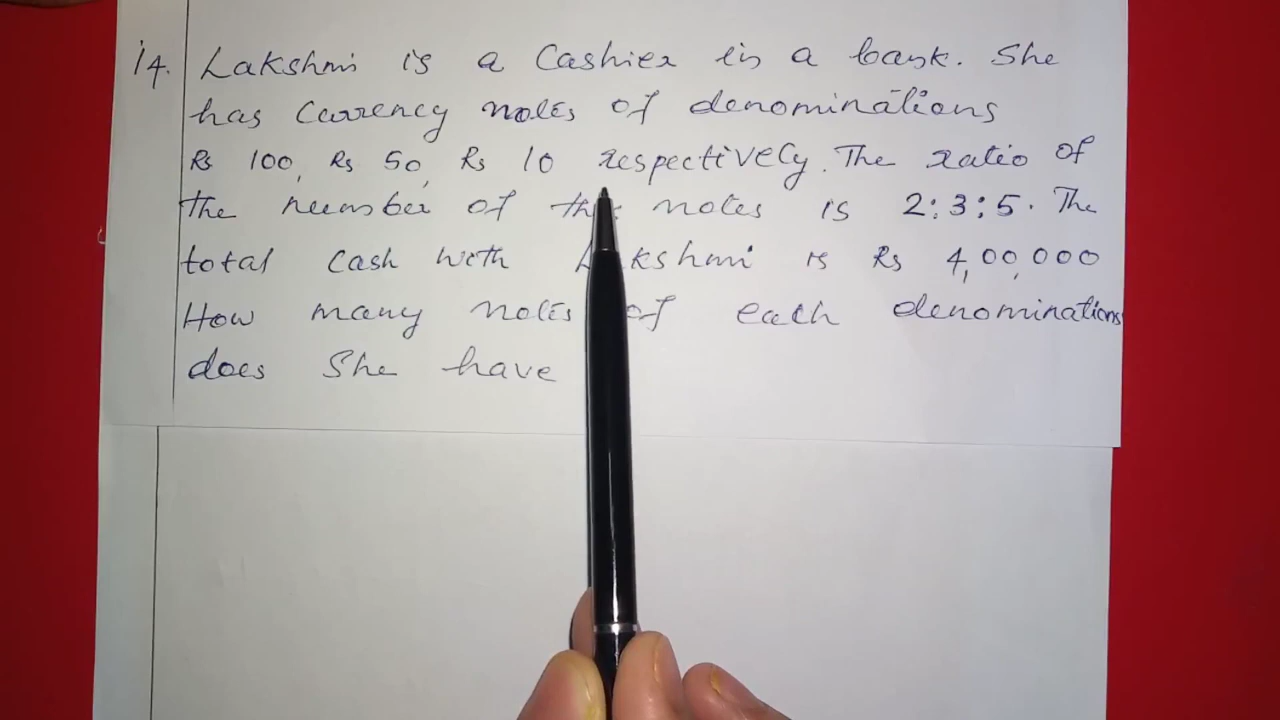 14. Lakshmi is a Cashier in a bank. She
has Currency notes of denominations
Rs 100, Rs 50, Rs 10 respectively. The ratio of
the number of notes is 2:3:5. The
total cash with Lakshmi is Rs 4,00,000
How many notes of each denominations
does She have